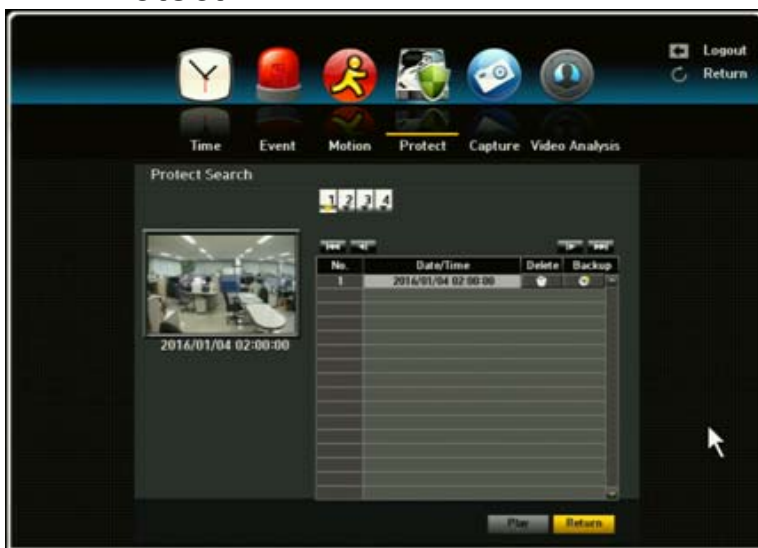 Logout
Return
Time Event Motion Protect Capture Video Analysis
Protect Search
1 2 3 4
No. Date/Time Delete Backup
1 2016/01/04 02:00:00
2016/01/04 02:00:00
Play Return